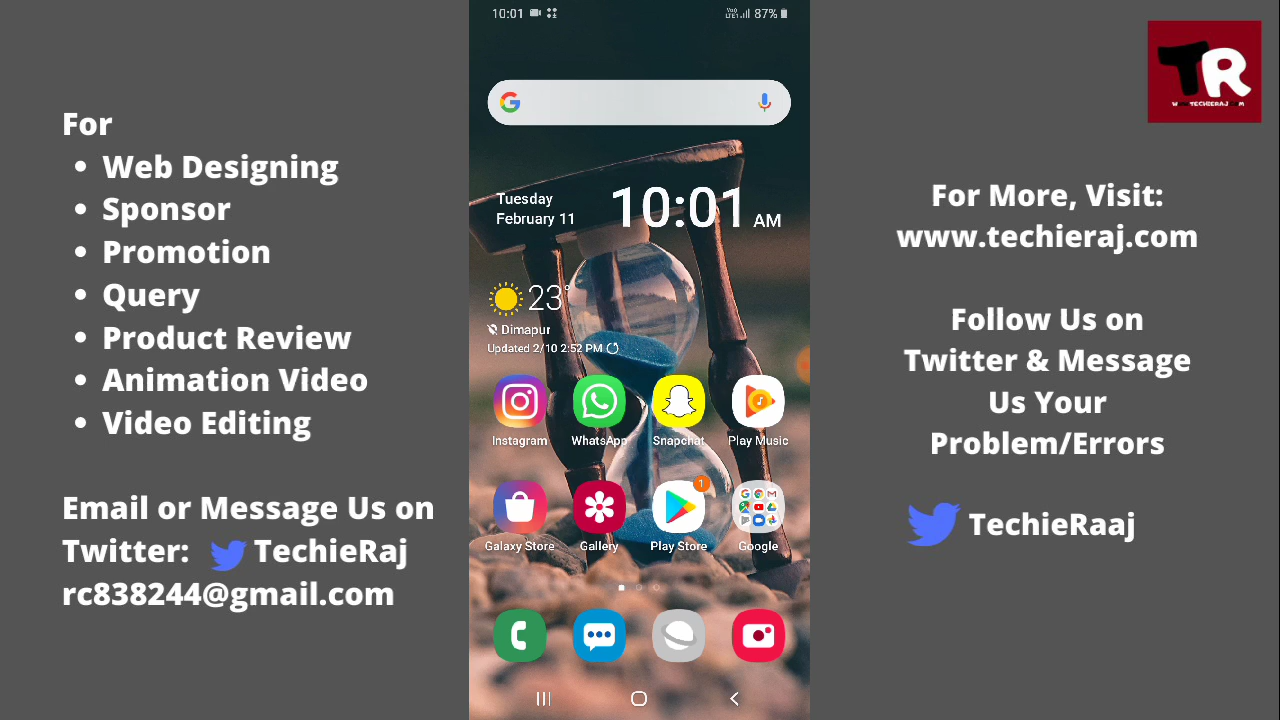 For
• Web Designing
• Sponsor
• Promotion
• Query
• Product Review
• Animation Video
• Video Editing
Email or Message Us on
Twitter: TechieRaj
rc838244@gmail.com
10:01
87%
Tuesday
February 11
10:01 AM
23°
Dimapur
Updated 2/10 2:52 PM
Instagram
WhatsApp
Snapchat
Play Music
1
Galaxy Store
Gallery
Play Store
Google
TR
WWW.TECHIERAJ.COM
For More, Visit:
www.techieraj.com
Follow Us on
Twitter & Message
Us Your
Problem/Errors
TechieRaaj